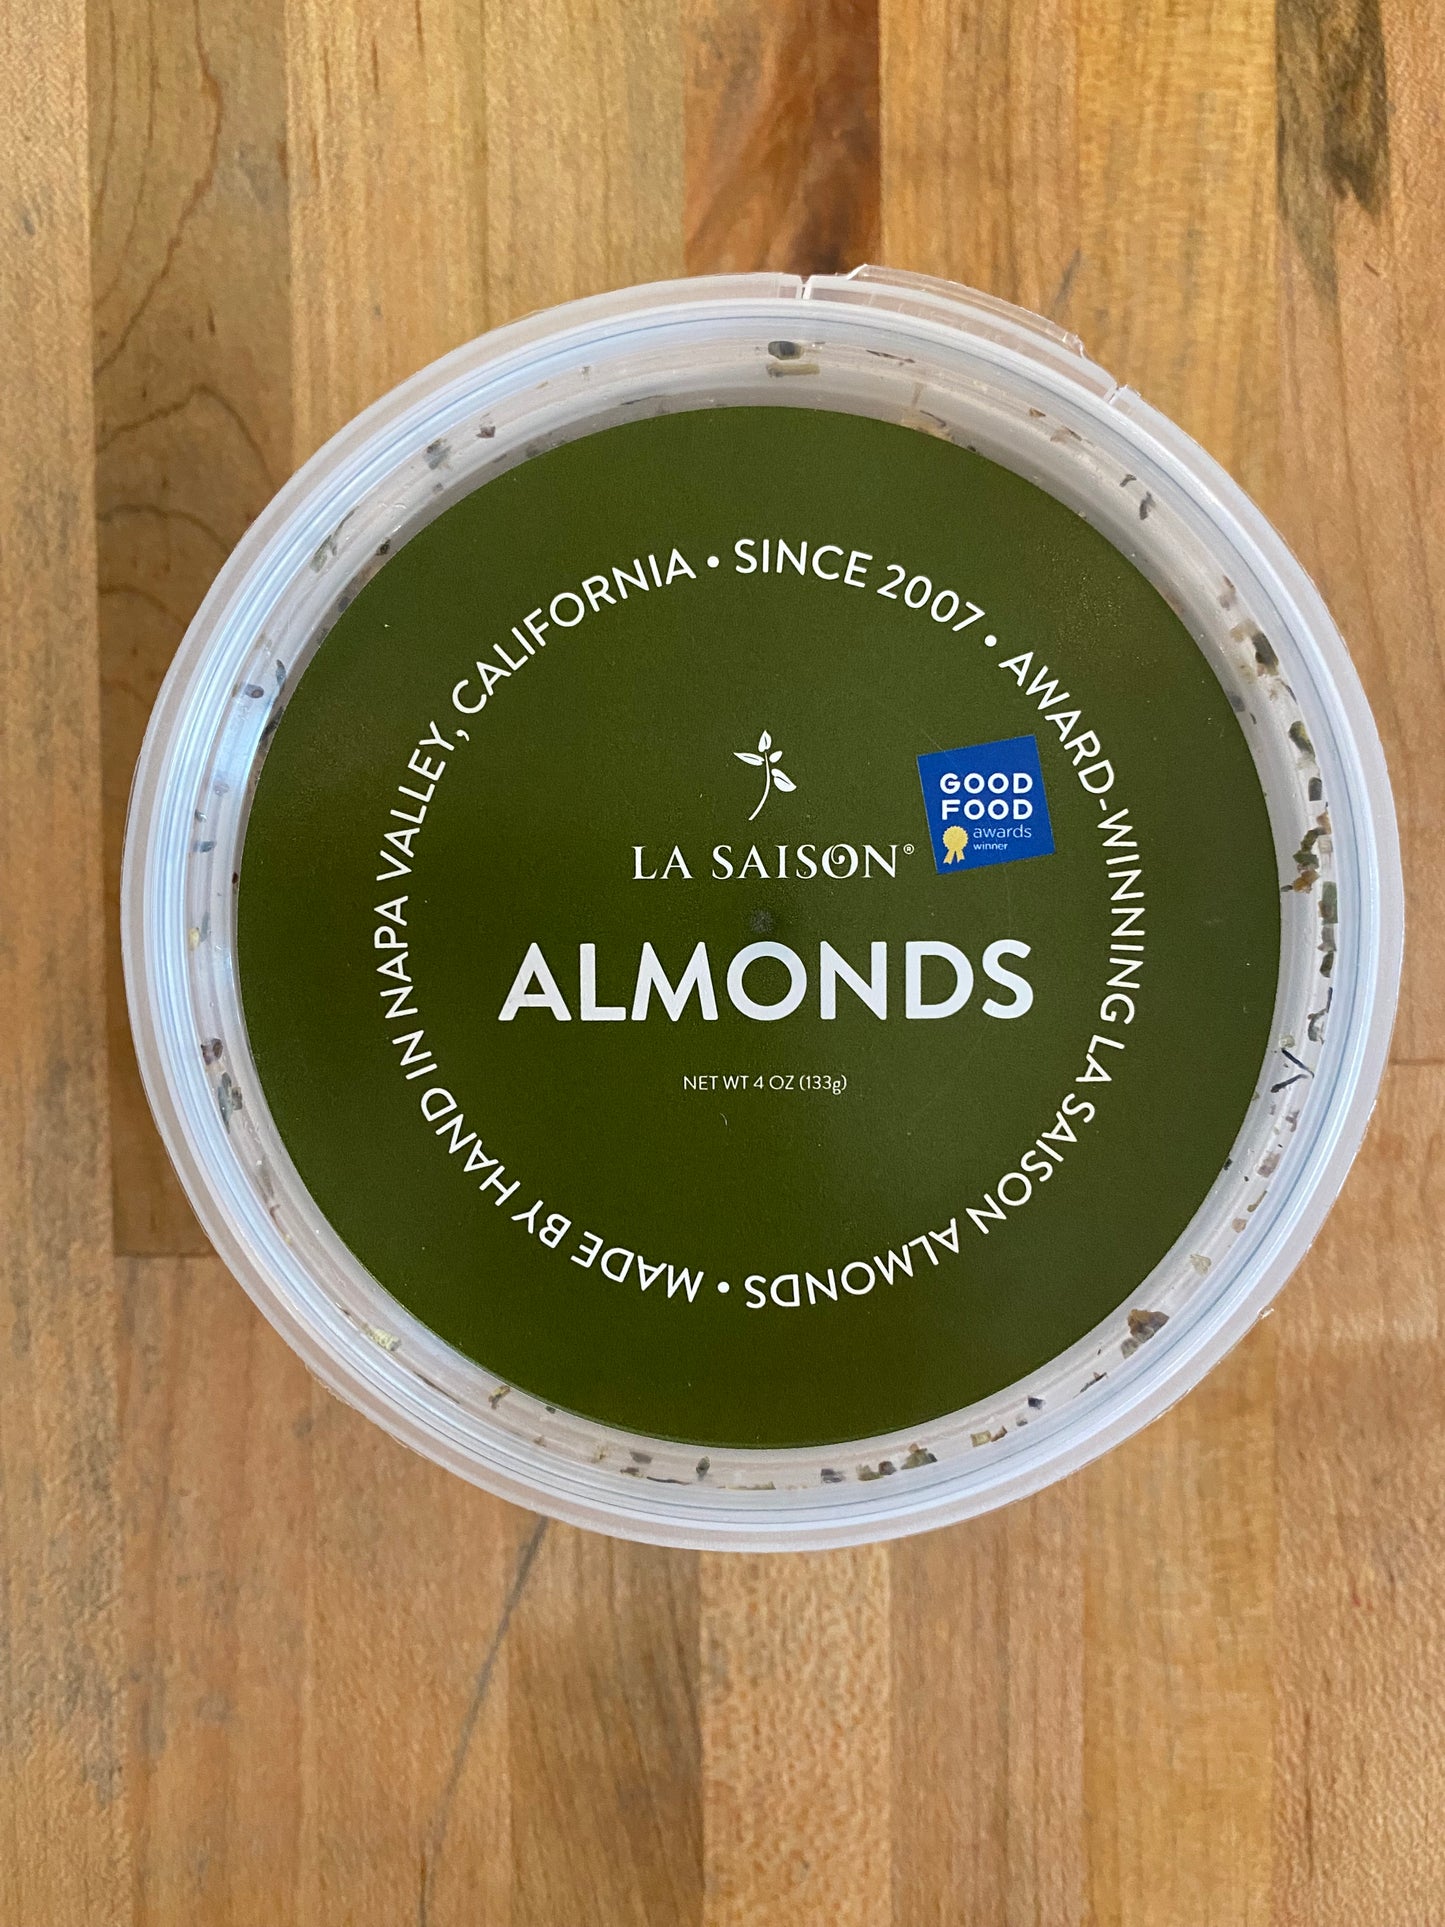 MADE BY HAND IN NAPA VALLEY, CALIFORNIA • SINCE 2007 • AWARD-WINNING LA SAISON ALMONDS •
LA SAISON®
GOOD
FOOD
awards
winner
ALMONDS
NET WT 4 OZ (133g)